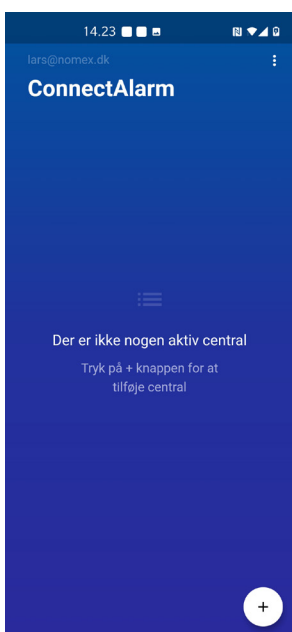 14.23
lars@nomex.dk
ConnectAlarm
Der er ikke nogen aktiv central
Tryk på + knappen for at
tilføje central
+